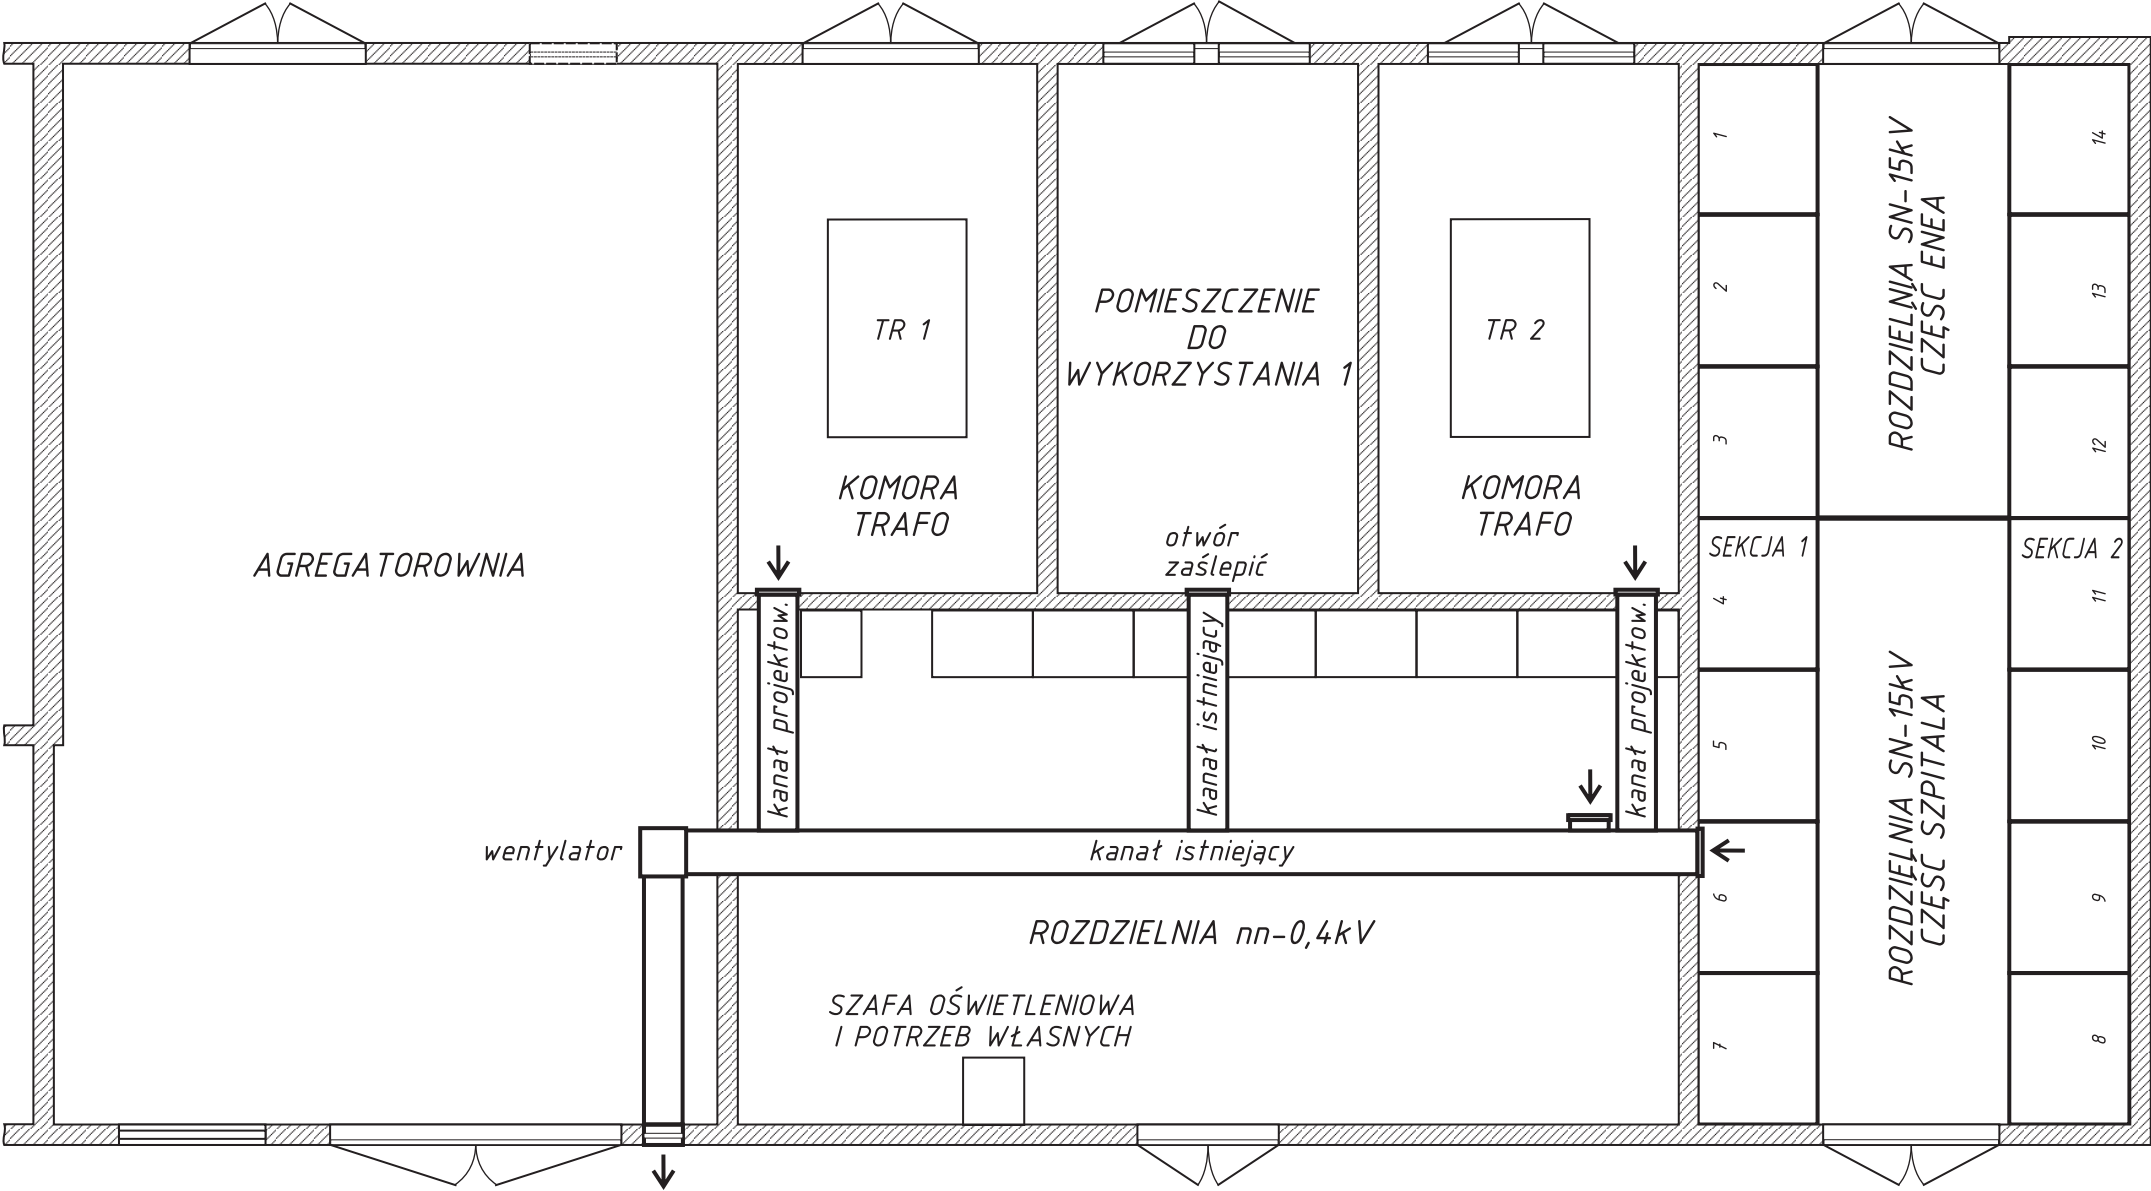 AGREGATOROWNIA
TR 1
KOMORA
TRAFO
POMIESZCZENIE
DO
WYKORZYSTANIA 1
otwór
zaślepić
TR 2
KOMORA
TRAFO
1
2
3
SEKCJA 1
4
5
6
7
ROZDZIELNIA SN-15kV
CZĘŚĆ ENEA
ROZDZIELNIA SN-15kV
CZĘŚĆ SZPITALA
14
13
12
SEKCJA 2
11
10
9
8
kanał projektow.
kanał istniejący
kanał projektow.
wentylator
kanał istniejący
ROZDZIELNIA nn-0,4kV
SZAFA OŚWIETLENIOWA
I POTRZEB WŁASNYCH